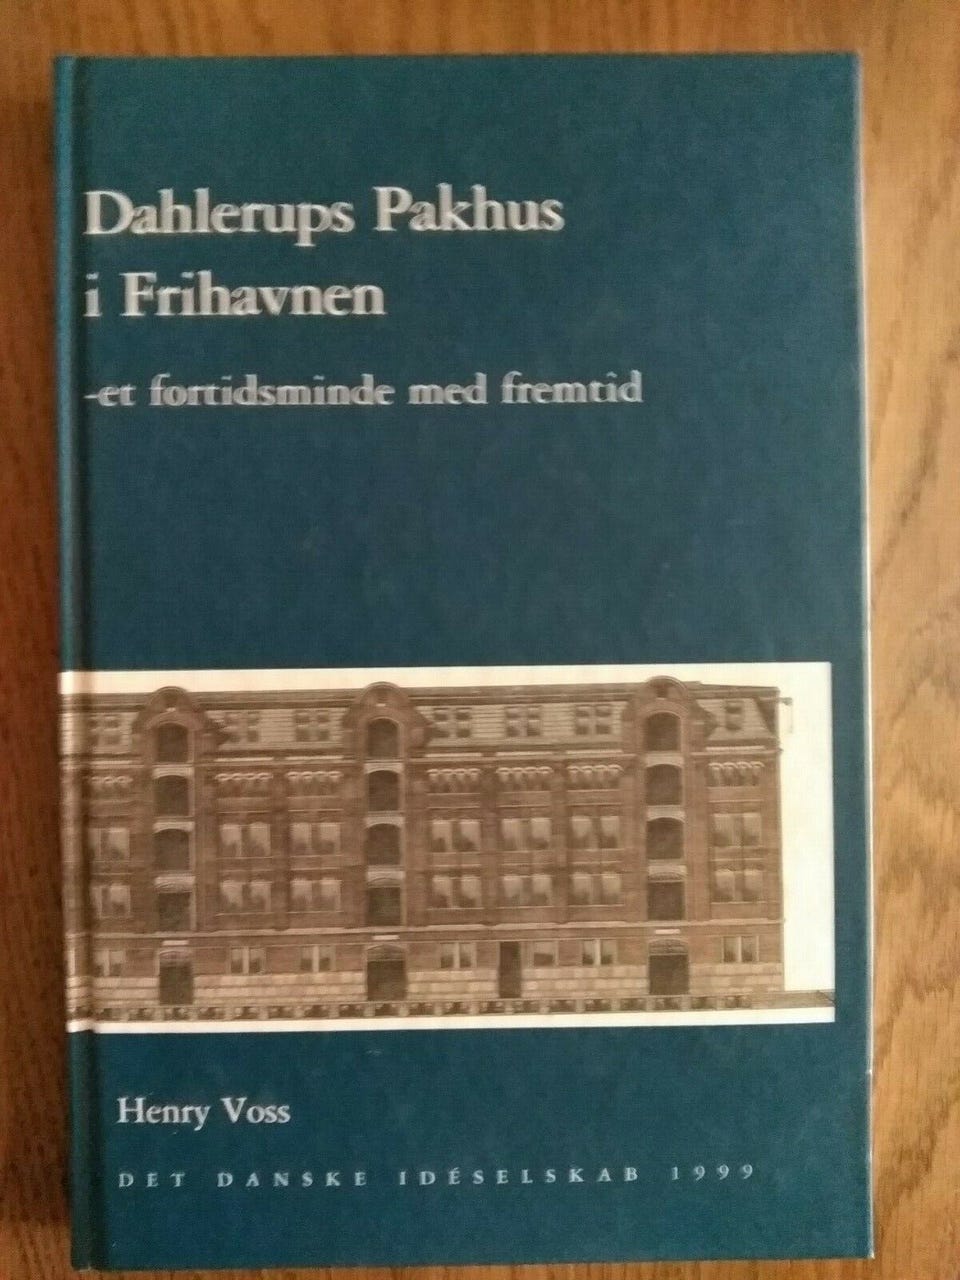 Dahlerups Pakhus
i Frihavnen
-et fortidsminde med fremtid
Henry Voss
DET DANSKE IDÉSELSKAB 1999